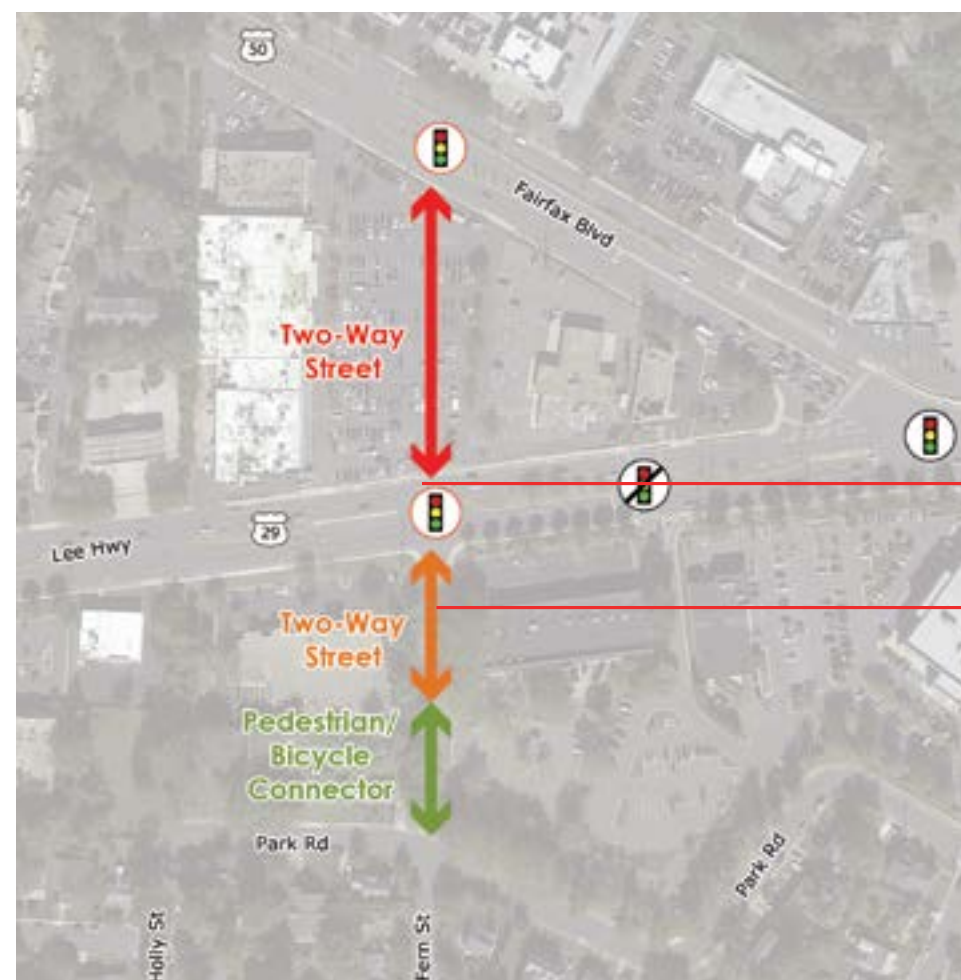 50
Fairfax Blvd
Two-Way
Street
29
Lee Hwy
Two-Way
Street
Pedestrian/
Bicycle
Connector
Park Rd
Park Rd
Holly St
Fern St